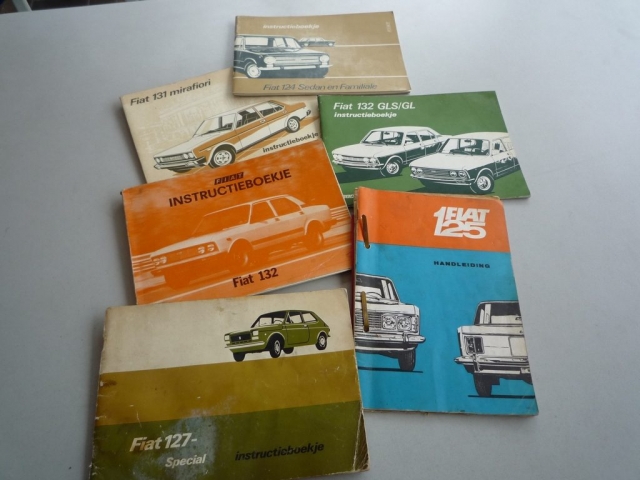 instructieboekje
Fiat 124 Sedan en Familiale
Fiat 131 mirafiori
instructieboekje
Fiat 132 GLS/GL
instructieboekje
FIAT
INSTRUCTIEBOEKJE
Fiat 132
FIAT
125
HANDLEIDING
Fiat 127-
Special
instructieboekje